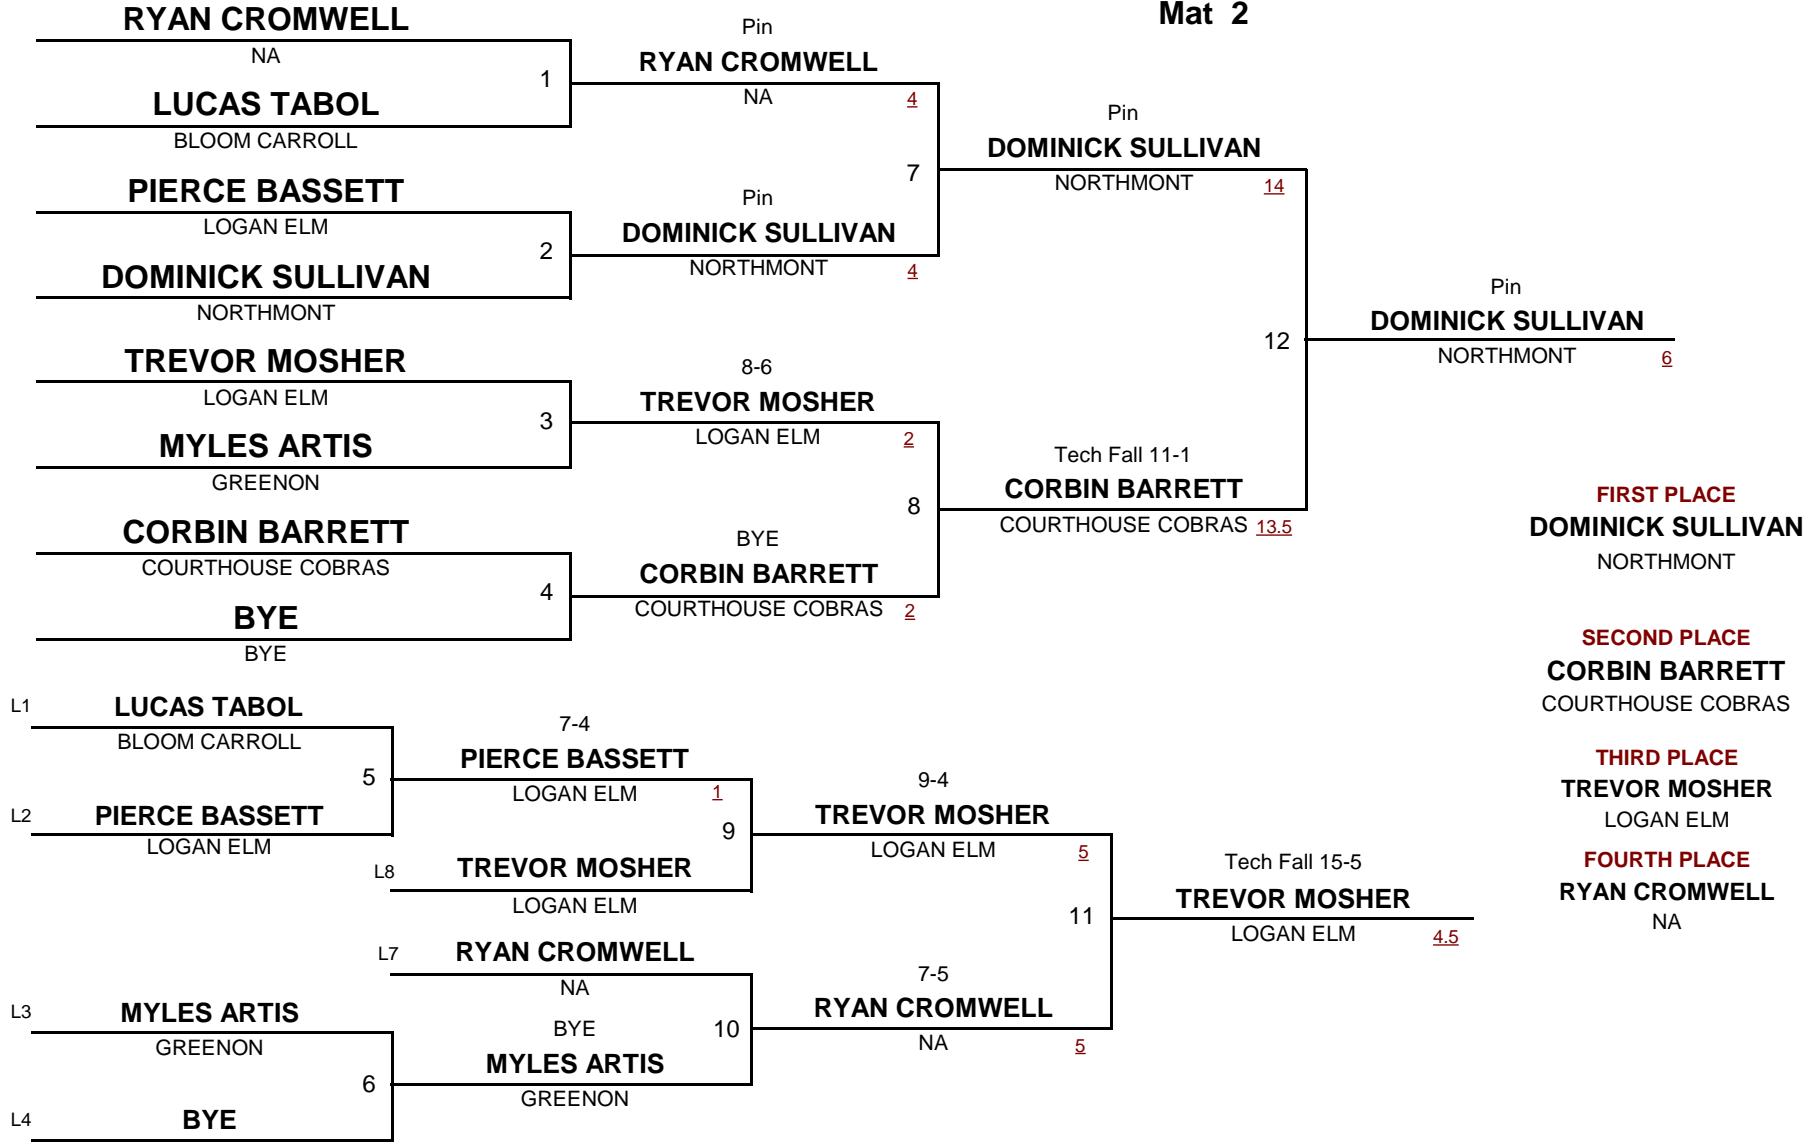 Mat 2
RYAN CROMWELL
NA
1
LUCAS TABOL
BLOOM CARROLL
PIERCE BASSETT
LOGAN ELM
2
DOMINICK SULLIVAN
NORTHMONT
TREVOR MOSHER
LOGAN ELM
3
MYLES ARTIS
GREENON
CORBIN BARRETT
COURTHOUSE COBRAS
4
BYE
BYE
Pin
RYAN CROMWELL
NA 4
7
Pin
DOMINICK SULLIVAN
NORTHMONT 4
8-6
TREVOR MOSHER
LOGAN ELM 2
8
BYE
CORBIN BARRETT
COURTHOUSE COBRAS 2
Pin
DOMINICK SULLIVAN
NORTHMONT 14
12
Tech Fall 11-1
CORBIN BARRETT
COURTHOUSE COBRAS 13.5
Pin
DOMINICK SULLIVAN
NORTHMONT 6
L1 LUCAS TABOL
BLOOM CARROLL
5
L2 PIERCE BASSETT
LOGAN ELM
7-4
PIERCE BASSETT
LOGAN ELM 1
9
L8 TREVOR MOSHER
LOGAN ELM
L7 RYAN CROMWELL
NA
L3 MYLES ARTIS
GREENON
6
L4 BYE
BYE
10
MYLES ARTIS
GREENON
9-4
TREVOR MOSHER
LOGAN ELM 5
11
7-5
RYAN CROMWELL
NA 5
Tech Fall 15-5
TREVOR MOSHER
LOGAN ELM 4.5
FIRST PLACE
DOMINICK SULLIVAN
NORTHMONT
SECOND PLACE
CORBIN BARRETT
COURTHOUSE COBRAS
THIRD PLACE
TREVOR MOSHER
LOGAN ELM
FOURTH PLACE
RYAN CROMWELL
NA